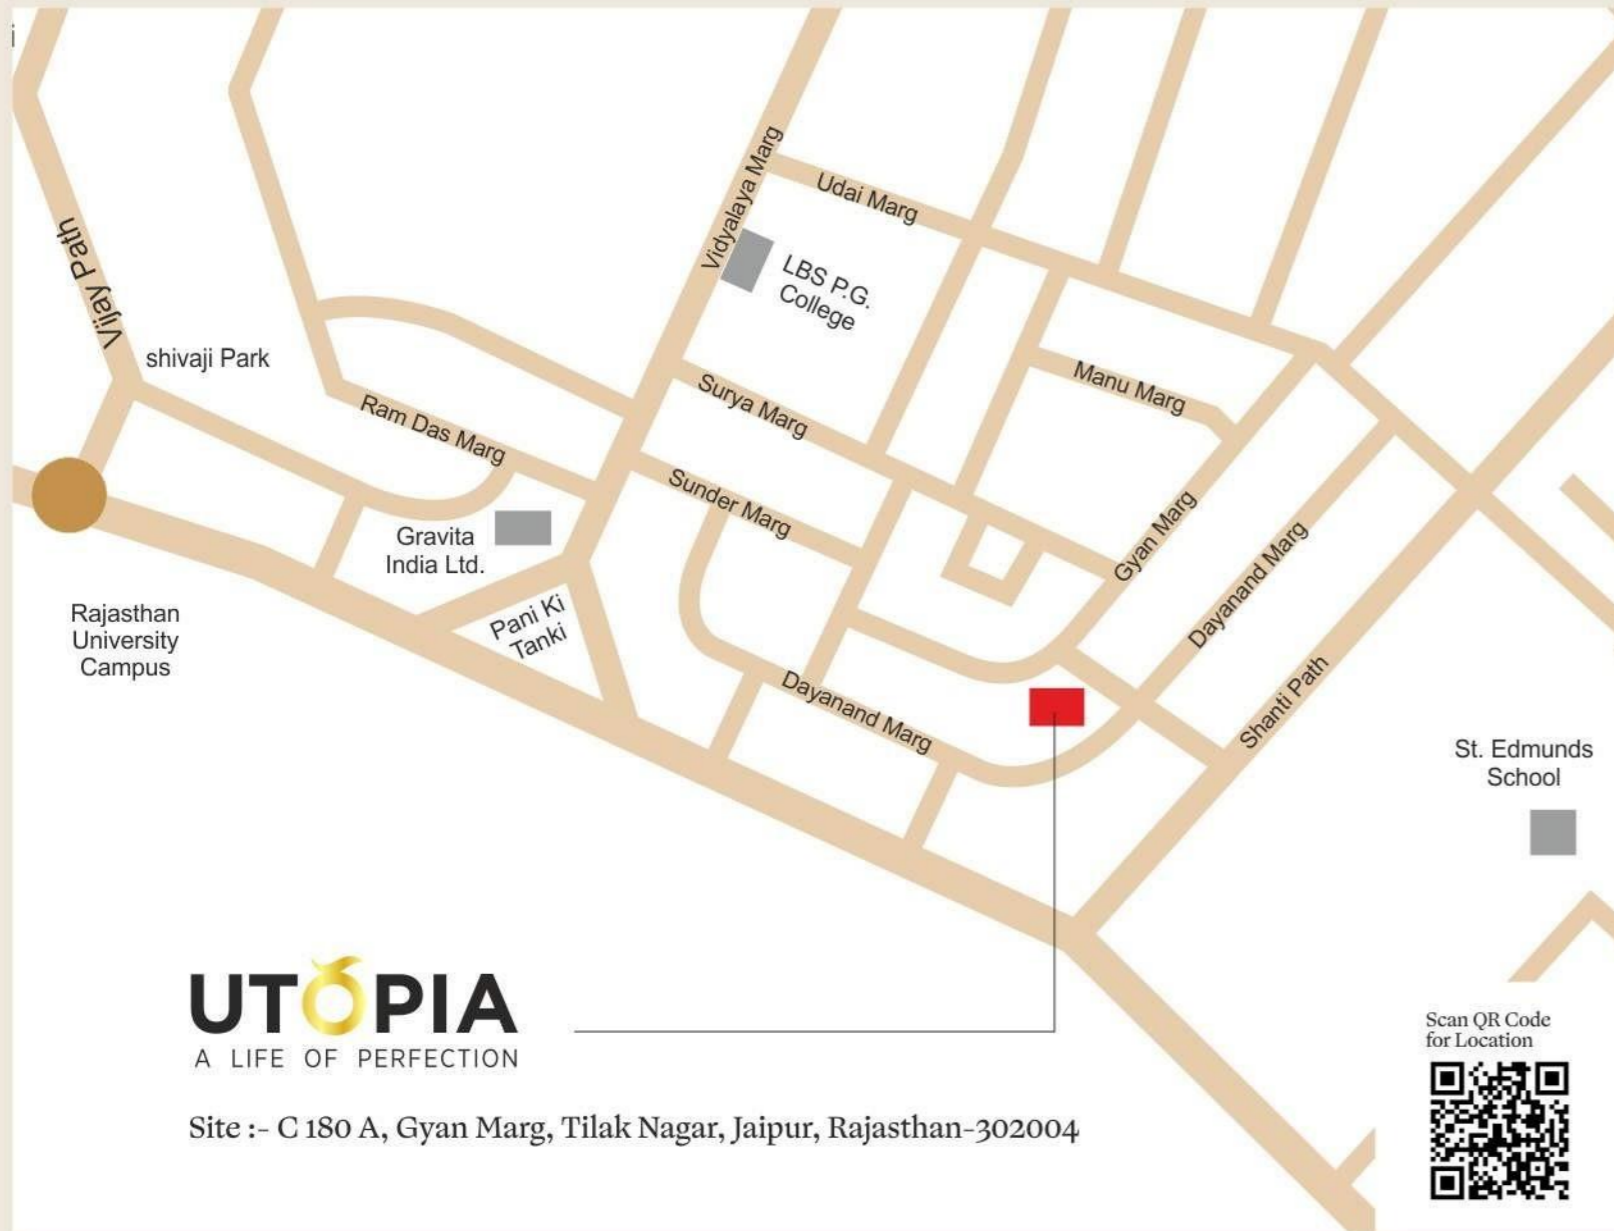 i
Vijay Path
shivaji Park
Ram Das Marg
Vidyalaya Marg
Udai Marg
LBS P.G.
College
Surya Marg
Manu Marg
Sunder Marg
Gravita
India Ltd.
Pani Ki
Tanki
Rajasthan
University
Campus
Gyan Marg
Dayanand Marg
Dayanand Marg
Shanti Path
St. Edmunds
School
UTOPIA
A LIFE OF PERFECTION
Site :- C 180 A, Gyan Marg, Tilak Nagar, Jaipur, Rajasthan-302004
Scan QR Code
for Location